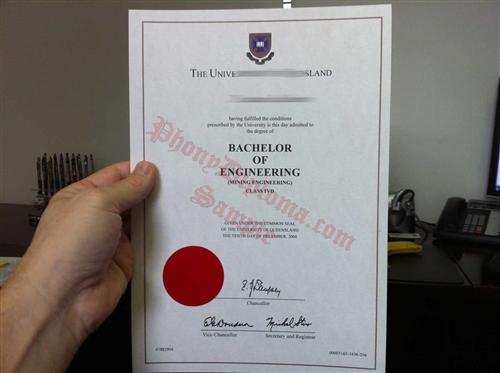 THE UNIVE SLAND
having fulfilled the conditions
prescribed by the University is this day admitted to
the degree of
BACHELOR
OF
ENGINEERING
(MINING ENGINEERING)
CLASS IVD
PhonyDiploma.com
Sample
GIVEN UNDER THE COMMON SEAL
OF THE UNIVERSITY OF QUEENSLAND
THE TENTH DAY OF DECEMBER, 2004
Chancellor
Vice-Chancellor
Secretary and Registrar